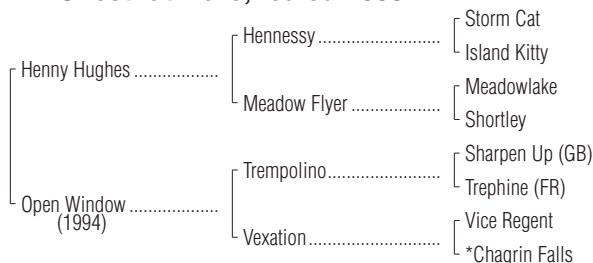 Storm Cat
Hennessy
Island Kitty
Henny Hughes
Meadowlake
Meadow Flyer
Shortley
Sharpen Up (GB)
Trempolino
Trephine (FR)
Open Window
(1994)
Vice Regent
Vexation
*Chagrin Falls